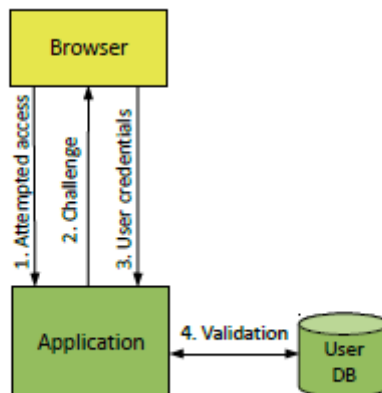 Browser
1. Attempted access
2. Challenge
3. User credentials
Application
4. Validation
User
DB